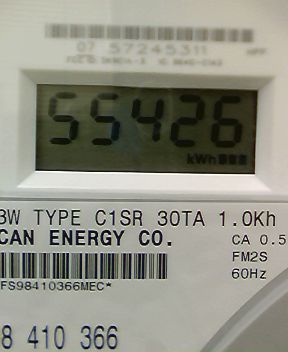 07 57245311
55426
kWh
3W TYPE C1SR 30TA 1.0Kh
CAN ENERGY CO. CA 0.5
FM2S
FS98410366MEC* 60Hz
98 410 366